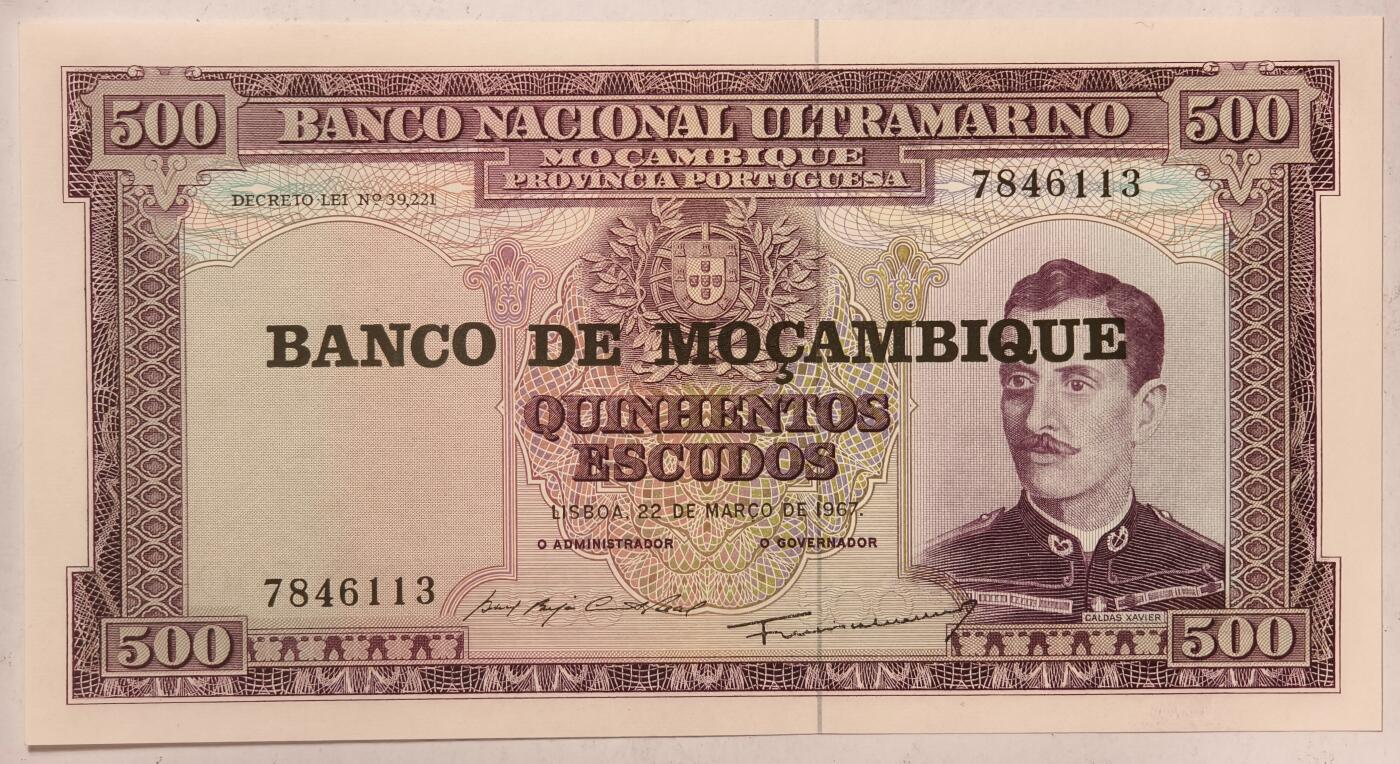 500 BANCO NACIONAL ULTRAMARINO 500
MOÇAMBIQUE
PROVÍNCIA PORTUGUESA
DECRETO LEI Nº 39,221
7846113
BANCO DE MOÇAMBIQUE
QUINHENTOS
ESCUDOS
LISBOA, 22 DE MARÇO DE 1967.
O ADMINISTRADOR O GOVERNADOR
7846113
CALDAS XAVIER
500 500